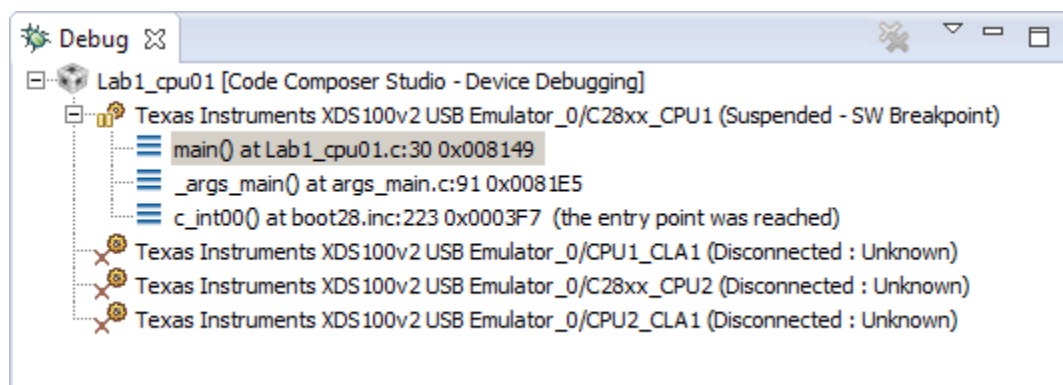 Debug
Lab1_cpu01 [Code Composer Studio - Device Debugging]
Texas Instruments XDS100v2 USB Emulator_0/C28xx_CPU1 (Suspended - SW Breakpoint)
main() at Lab1_cpu01.c:30 0x008149
_args_main() at args_main.c:91 0x0081E5
c_int00() at boot28.inc:223 0x0003F7 (the entry point was reached)
Texas Instruments XDS100v2 USB Emulator_0/CPU1_CLA1 (Disconnected : Unknown)
Texas Instruments XDS100v2 USB Emulator_0/C28xx_CPU2 (Disconnected : Unknown)
Texas Instruments XDS100v2 USB Emulator_0/CPU2_CLA1 (Disconnected : Unknown)